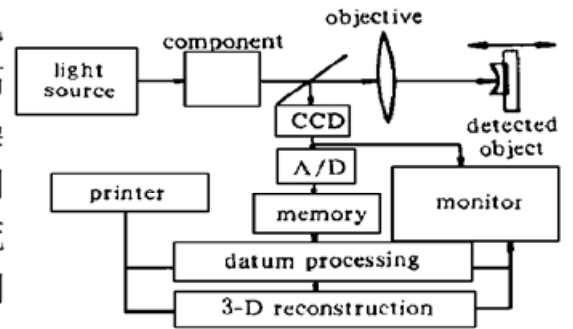 objective
component
light
source
CCD
detected
object
A/D
printer
monitor
memory
datum processing
3-D reconstruction